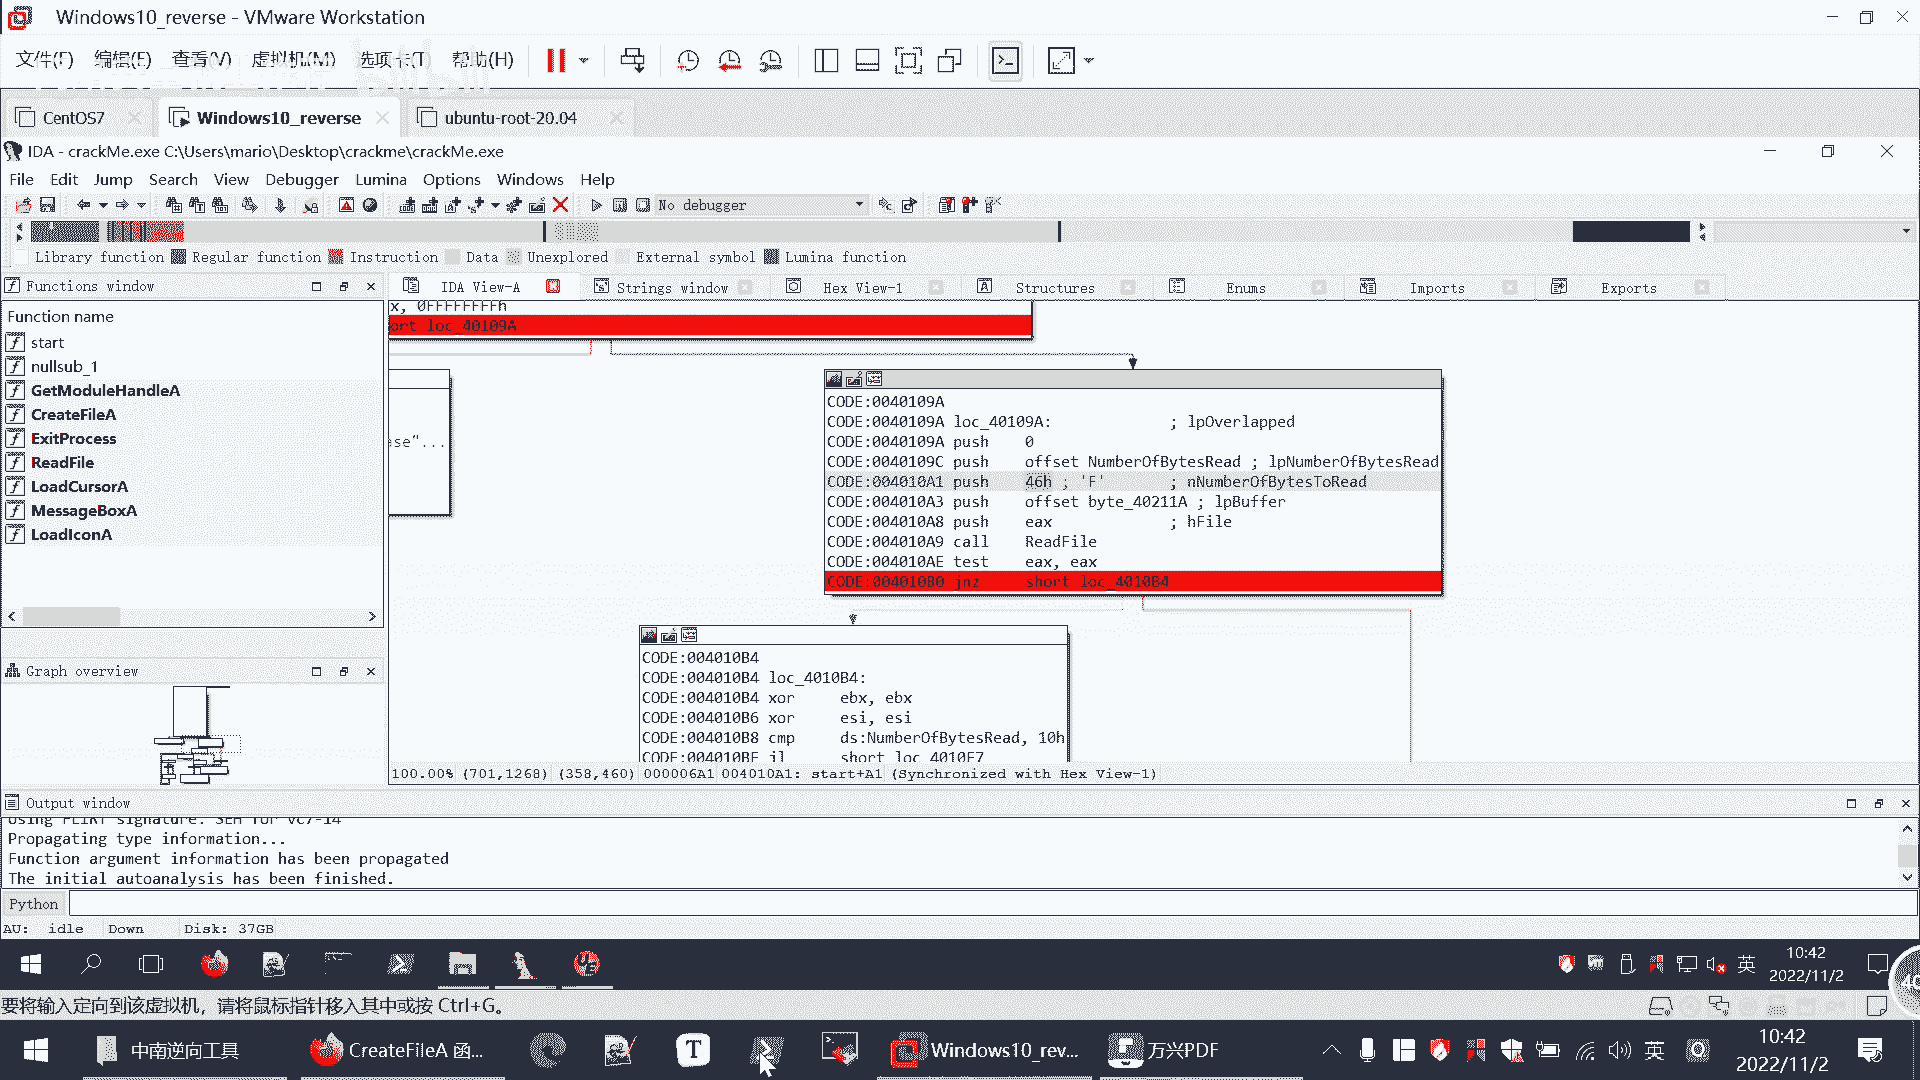 Windows10_reverse - VMware Workstation
文件(F) 编辑(E) 查看(V) 虚拟机(M) 选项卡(T) 帮助(H)
CentOS7 Windows10_reverse ubuntu-root-20.04
IDA - crackMe.exe C:\Users\mario\Desktop\crackme\crackMe.exe
File Edit Jump Search View Debugger Lumina Options Windows Help
No debugger
Library function Regular function Instruction Data Unexplored External symbol Lumina function
Functions window
IDA View-A Strings window Hex View-1 Structures Enums Imports Exports
Function name
start
nullsub_1
GetModuleHandleA
CreateFileA
ExitProcess
ReadFile
LoadCursorA
MessageBoxA
LoadIconA
x, 0FFFFFFFFh
ort loc_40109A
ase"...
CODE:0040109A
CODE:0040109A loc_40109A: ; lpOverlapped
CODE:0040109A push 0
CODE:0040109C push offset NumberOfBytesRead ; lpNumberOfBytesRead
CODE:004010A1 push 46h ; 'F' ; nNumberOfBytesToRead
CODE:004010A3 push offset byte_40211A ; lpBuffer
CODE:004010A8 push eax ; hFile
CODE:004010A9 call ReadFile
CODE:004010AE test eax, eax
CODE:004010B0 jnz short loc_4010B4
CODE:004010B4
CODE:004010B4 loc_4010B4:
CODE:004010B4 xor ebx, ebx
CODE:004010B6 xor esi, esi
CODE:004010B8 cmp ds:NumberOfBytesRead, 10h
CODE:004010BF jl short loc_4010F7
Graph overview
100.00% (701,1268) (358,460) 000006A1 004010A1: start+A1 (Synchronized with Hex View-1)
Output window
Using FLIRT signature: SEH for vc7-14
Propagating type information...
Function argument information has been propagated
The initial autoanalysis has been finished.
Python
AU: idle Down Disk: 37GB
英 10:42
2022/11/2
要将输入定向到该虚拟机，请将鼠标指针移入其中或按 Ctrl+G。
中南逆向工具 CreateFileA 函... Windows10_rev... 万兴PDF 英 10:42
2022/11/2